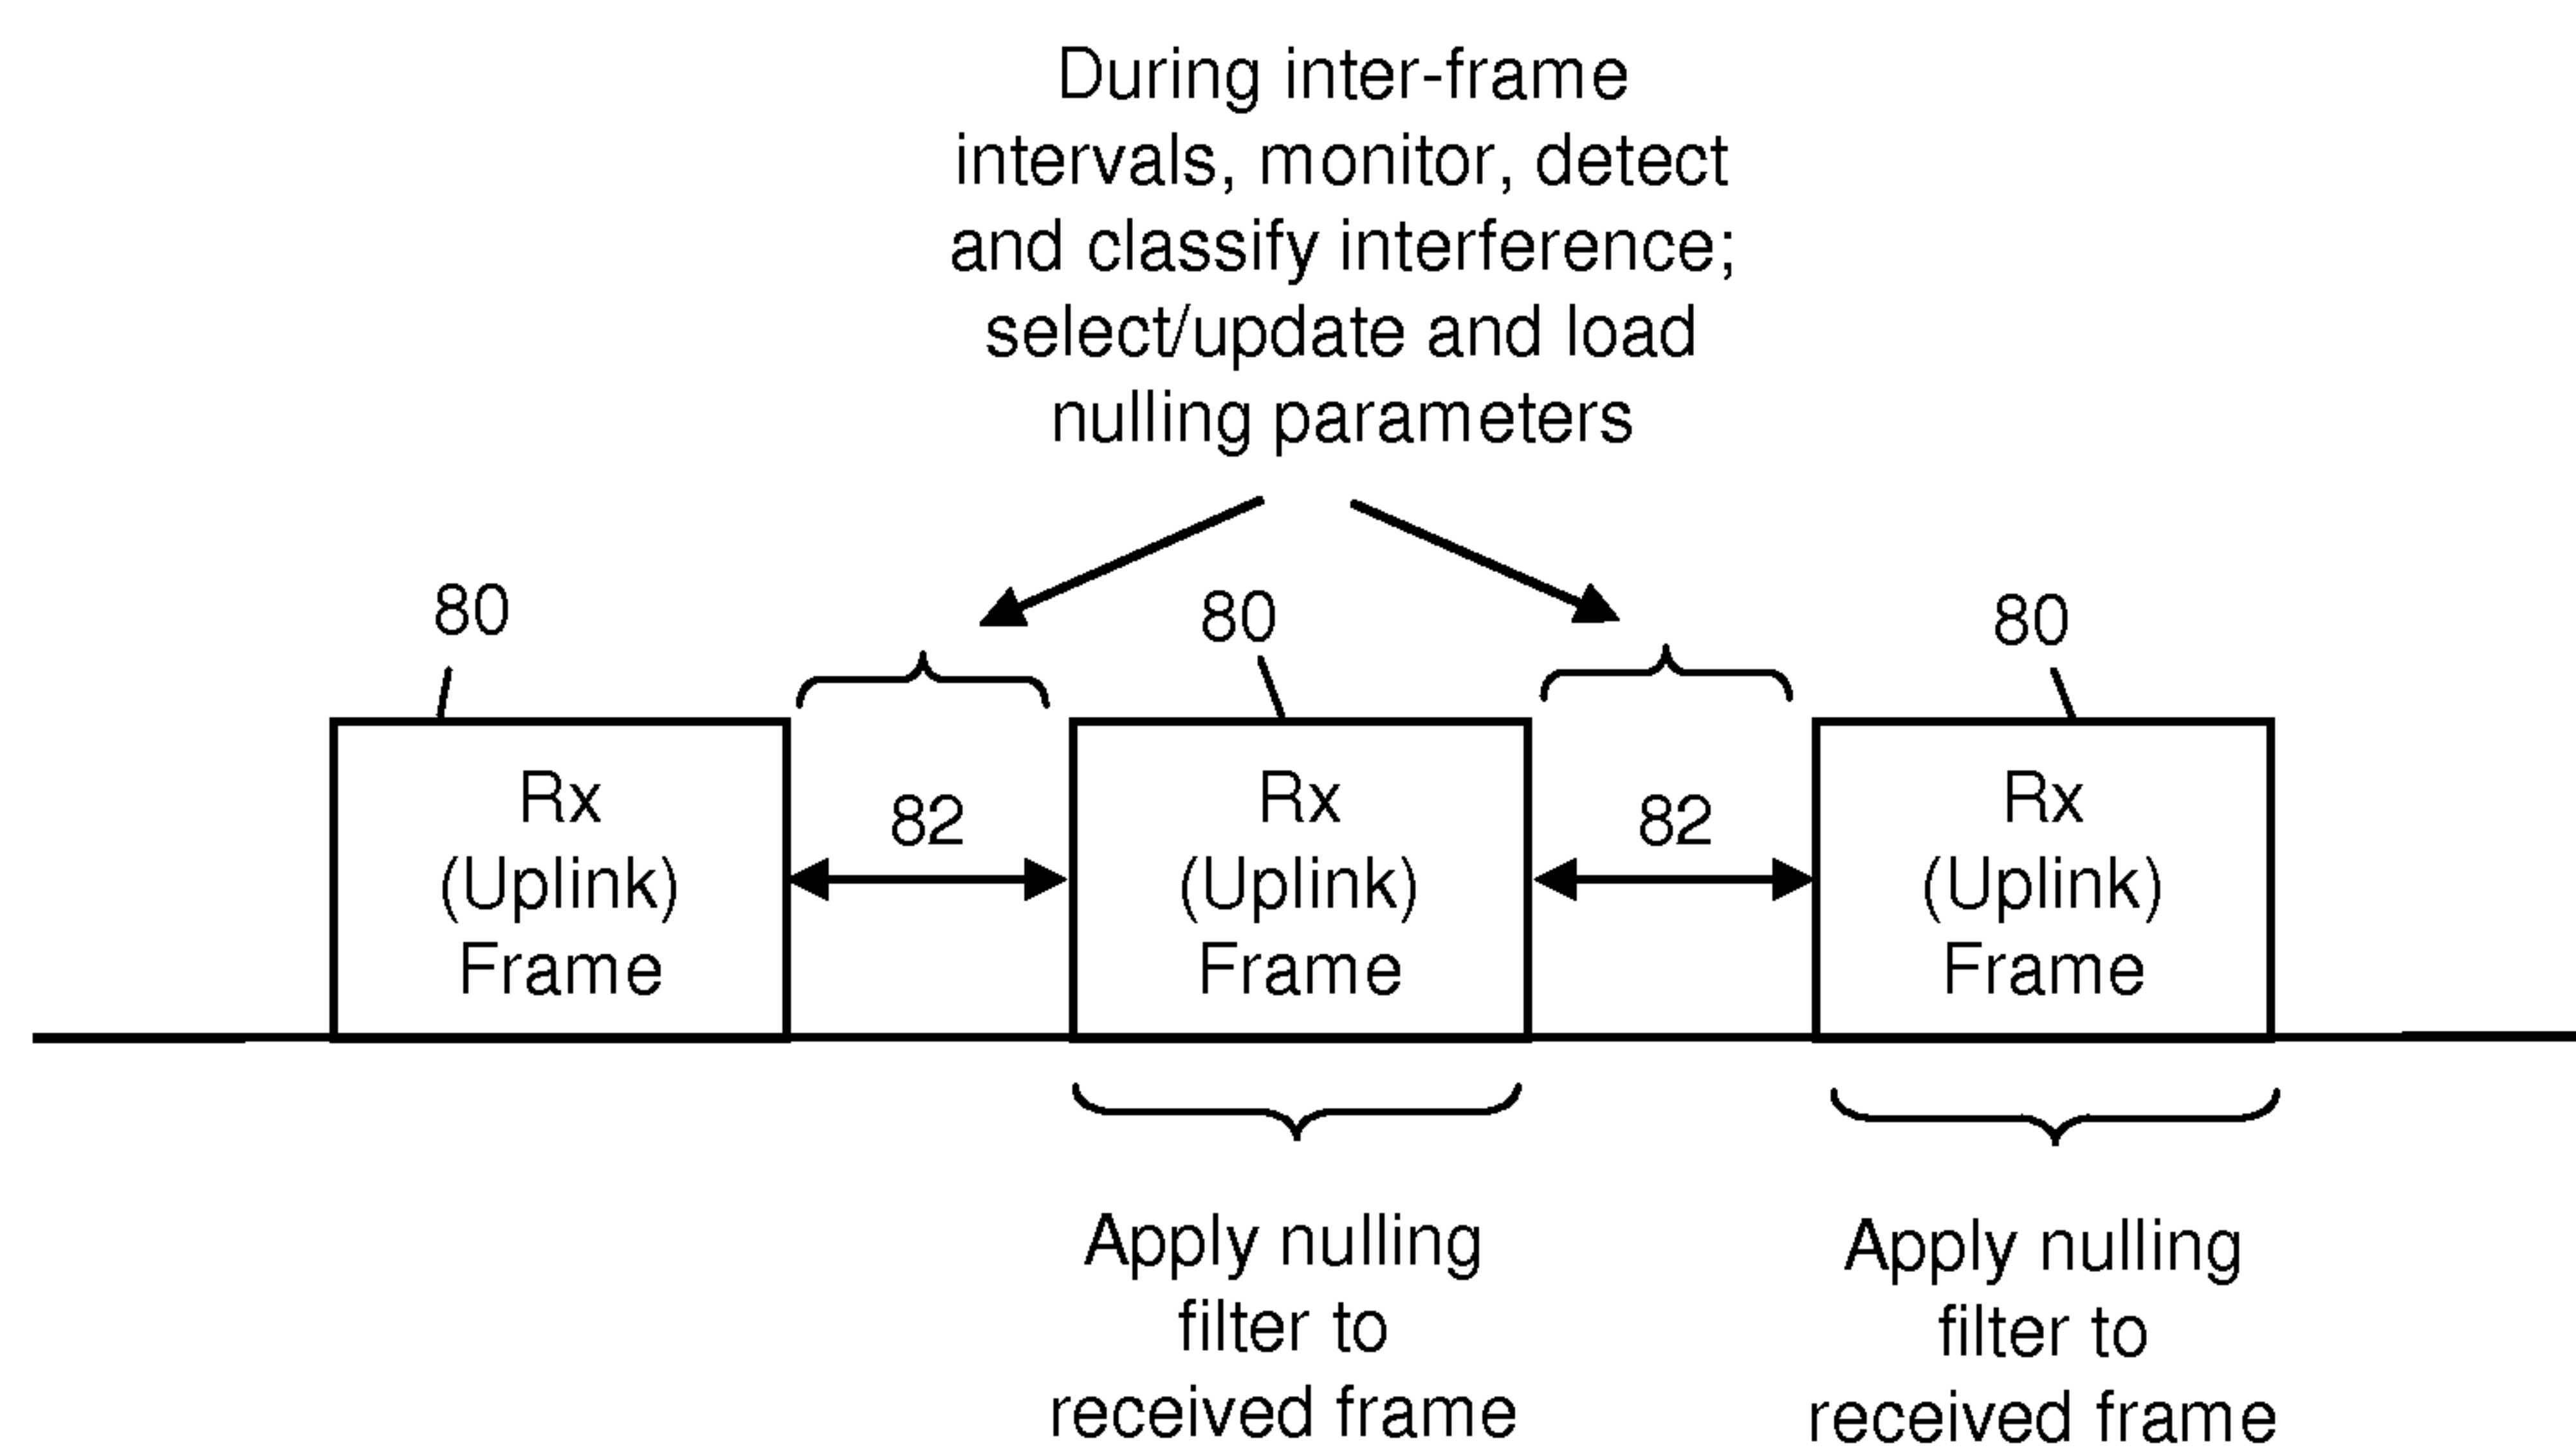 During inter-frame
intervals, monitor, detect
and classify interference;
select/update and load
nulling parameters
80
80
80
82
82
Rx
(Uplink)
Frame
Rx
(Uplink)
Frame
Rx
(Uplink)
Frame
Apply nulling
filter to
received frame
Apply nulling
filter to
received frame